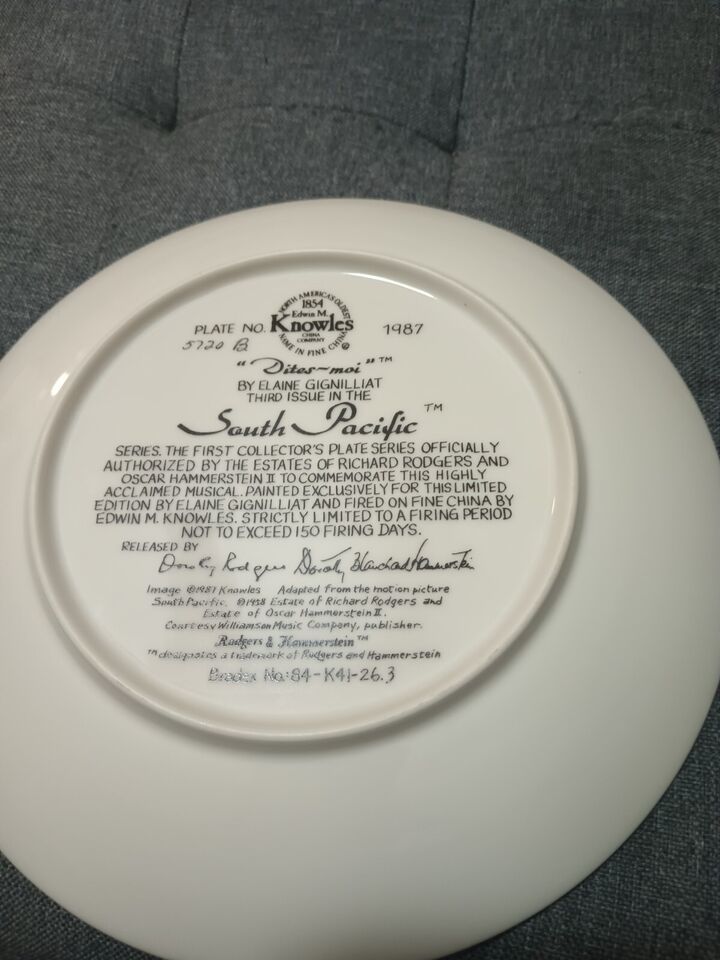 NORTH AMERICA'S OLDEST
1854
Edwin M.
Knowles
CHINA
COMPANY
NAME IN FINE CHINA
®
PLATE NO. 1987
5720 B
"Dites~moi"™
BY ELAINE GIGNILLIAT
THIRD ISSUE IN THE
South Pacific™
SERIES. THE FIRST COLLECTOR'S PLATE SERIES OFFICIALLY
AUTHORIZED BY THE ESTATES OF RICHARD RODGERS AND
OSCAR HAMMERSTEIN II TO COMMEMORATE THIS HIGHLY
ACCLAIMED MUSICAL. PAINTED EXCLUSIVELY FOR THIS LIMITED
EDITION BY ELAINE GIGNILLIAT AND FIRED ON FINE CHINA BY
EDWIN M. KNOWLES. STRICTLY LIMITED TO A FIRING PERIOD
NOT TO EXCEED 150 FIRING DAYS.
RELEASED BY
Dorothy Rodgers Dorothy Blanchard Hammerstein
Image ©1987 Knowles Adapted from the motion picture
South Pacific, ©1958 Estate of Richard Rodgers and
Estate of Oscar Hammerstein II.
Courtesy Williamson Music Company, publisher.
Rodgers & Hammerstein™
™ designates a trademark of Rodgers and Hammerstein
Bradex No: 84-K41-26.3